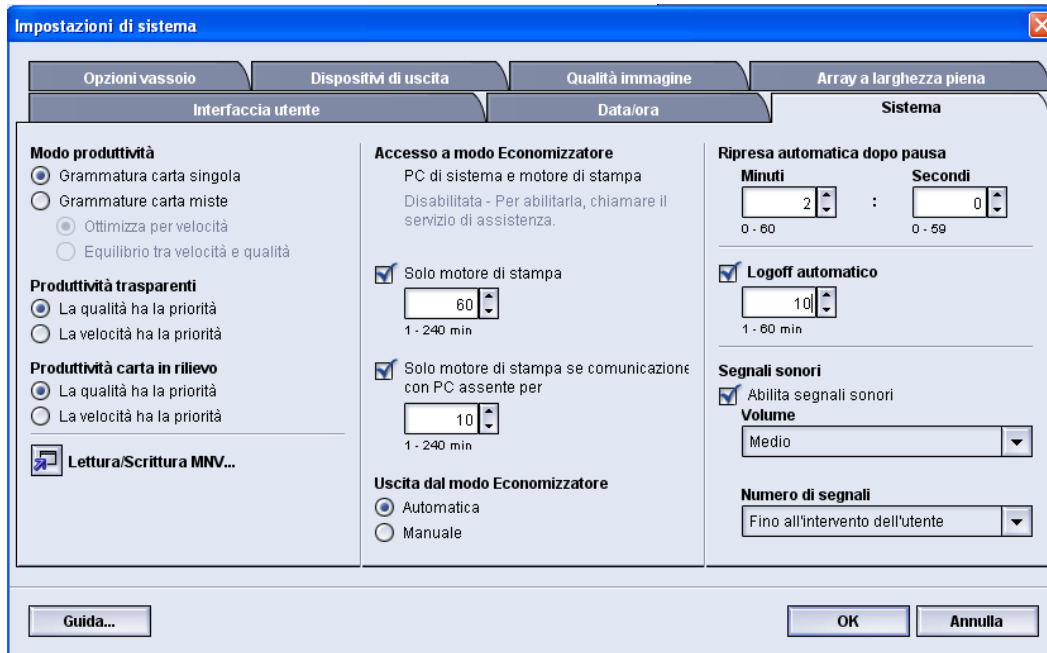 Impostazioni di sistema
Opzioni vassoio
Dispositivi di uscita
Qualità immagine
Array a larghezza piena
Interfaccia utente
Data/ora
Sistema
Modo produttività
Grammatura carta singola
Grammature carta miste
Ottimizza per velocità
Equilibrio tra velocità e qualità
Produttività trasparenti
La qualità ha la priorità
La velocità ha la priorità
Produttività carta in rilievo
La qualità ha la priorità
La velocità ha la priorità
Lettura/Scrittura MNV...
Accesso a modo Economizzatore
PC di sistema e motore di stampa
Disabilitata - Per abilitarla, chiamare il
servizio di assistenza.
Solo motore di stampa
60
1 - 240 min
Solo motore di stampa se comunicazione
con PC assente per
10
1 - 240 min
Uscita dal modo Economizzatore
Automatica
Manuale
Ripresa automatica dopo pausa
Minuti Secondi
2 : 0
0 - 60 0 - 59
Logoff automatico
10
1 - 60 min
Segnali sonori
Abilita segnali sonori
Volume
Medio
Numero di segnali
Fino all'intervento dell'utente
Guida...
OK
Annulla